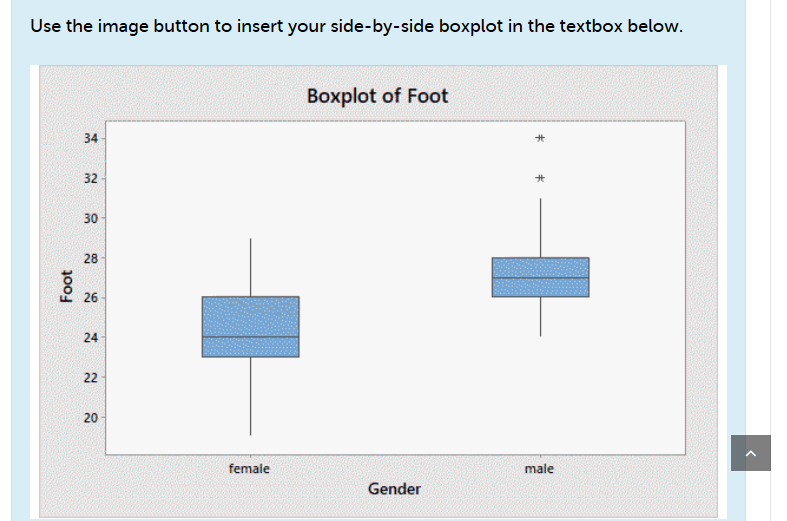 Use the image button to insert your side-by-side boxplot in the textbox below.
Boxplot of Foot
34
32
30
28
26
24
22
20
Foot
female male
Gender